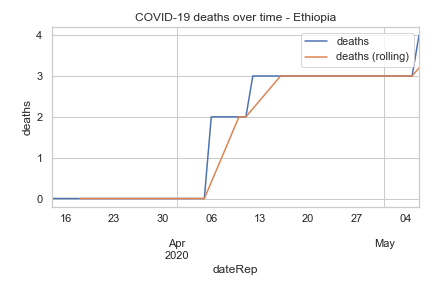 COVID-19 deaths over time - Ethiopia
deaths
deaths (rolling)
deaths
4
3
2
1
0
16 23 30 06 13 20 27 04
Apr May
2020
dateRep